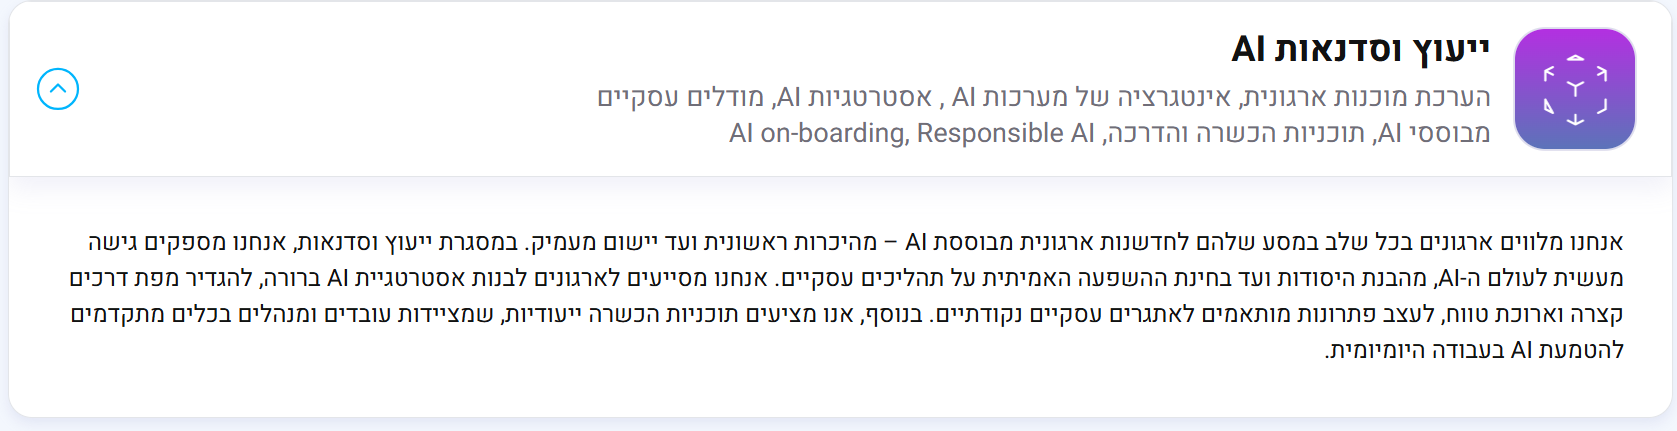 ייעוץ וסדנאות AI
הערכת מוכנות ארגונית, אינטגרציה של מערכות AI , אסטרטגיות AI, מודלים עסקיים
מבוססי AI, תוכניות הכשרה והדרכה, AI on-boarding, Responsible AI
אנחנו מלווים ארגונים בכל שלב במסע שלהם לחדשנות ארגונית מבוססת AI – מהיכרות ראשונית ועד יישום מעמיק. במסגרת ייעוץ וסדנאות, אנחנו מספקים גישה
מעשית לעולם ה-AI, מהבנת היסודות ועד בחינת ההשפעה האמיתית על תהליכים עסקיים. אנחנו מסייעים לארגונים לבנות אסטרטגיית AI ברורה, להגדיר מפת דרכים
קצרה וארוכת טווח, לעצב פתרונות מותאמים לאתגרים עסקיים נקודתיים. בנוסף, אנו מציעים תוכניות הכשרה ייעודיות, שמציידות עובדים ומנהלים בכלים מתקדמים
להטמעת AI בעבודה היומיומית.